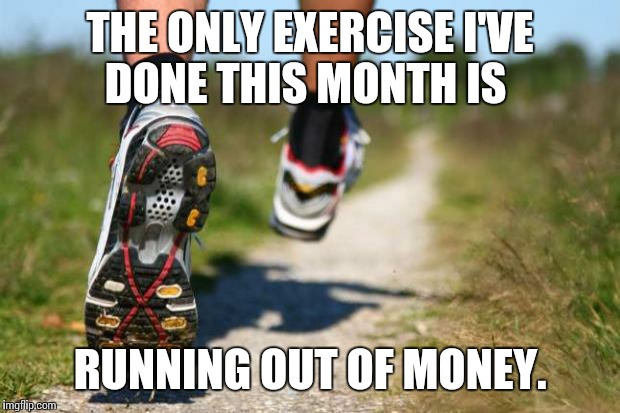 THE ONLY EXERCISE I'VE
DONE THIS MONTH IS
RUNNING OUT OF MONEY.
imgflip.com